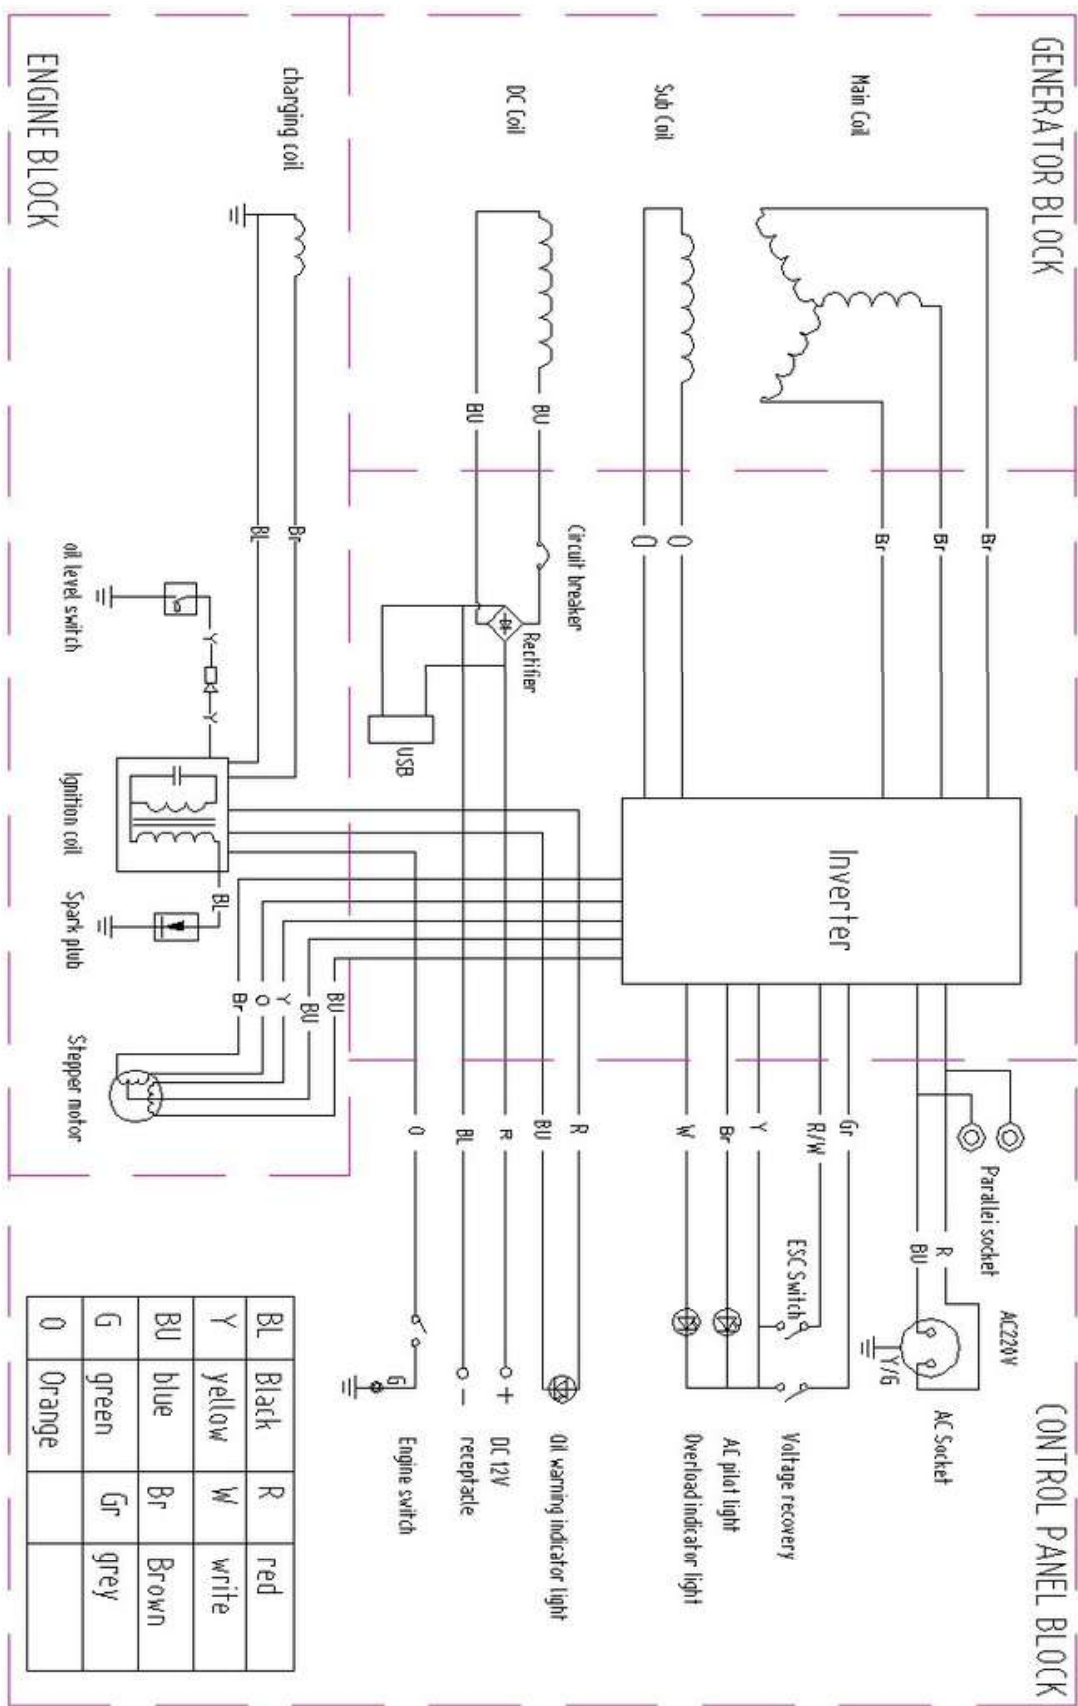 GENERATOR BLOCK
CONTROL PANEL BLOCK
Main Coil
Sub Coil
DC Coil
charging coil
ENGINE BLOCK
Br
Br
Br
O
O
BU
BU
Circuit breaker
Rectifier
USB
Br
BL
oil level switch
Y
Y
Ignition coil
BL
Spark plub
Inverter
BU
BU
Y
O
Br
Stepper motor
Parallel socket
AC220V
R
BU
Y/G
AC Socket
Gr
R/W
Y
Br
W
ESC Switch
Voltage recovery
AC pilot light
Overload indicator light
R
BU
R
BL
O
Oil warning indicator light
+
DC 12V
-
receptacle
G
Engine switch
BL Black R red
Y yellow W write
BU blue Br Brown
G green Gr grey
O Orange